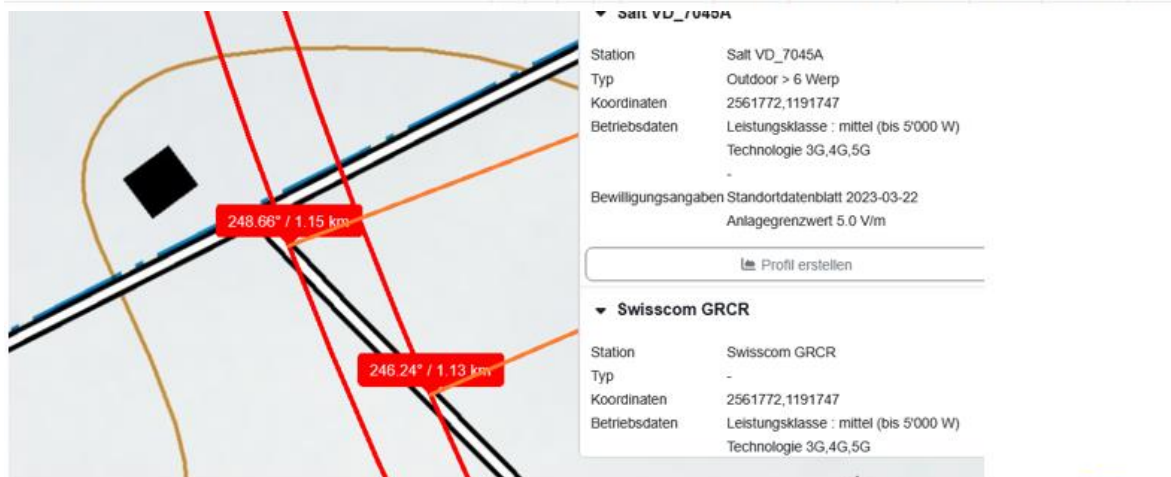 248.66° / 1.15 km
246.24° / 1.13 km
Salt VD_7045A
Station Salt VD_7045A
Typ Outdoor > 6 Werp
Koordinaten 2561772,1191747
Betriebsdaten Leistungsklasse : mittel (bis 5'000 W)
Technologie 3G,4G,5G
-
Bewilligungsangaben Standortdatenblatt 2023-03-22
Anlagegrenzwert 5.0 V/m
Profil erstellen
Swisscom GRCR
Station Swisscom GRCR
Typ -
Koordinaten 2561772,1191747
Betriebsdaten Leistungsklasse : mittel (bis 5'000 W)
Technologie 3G,4G,5G